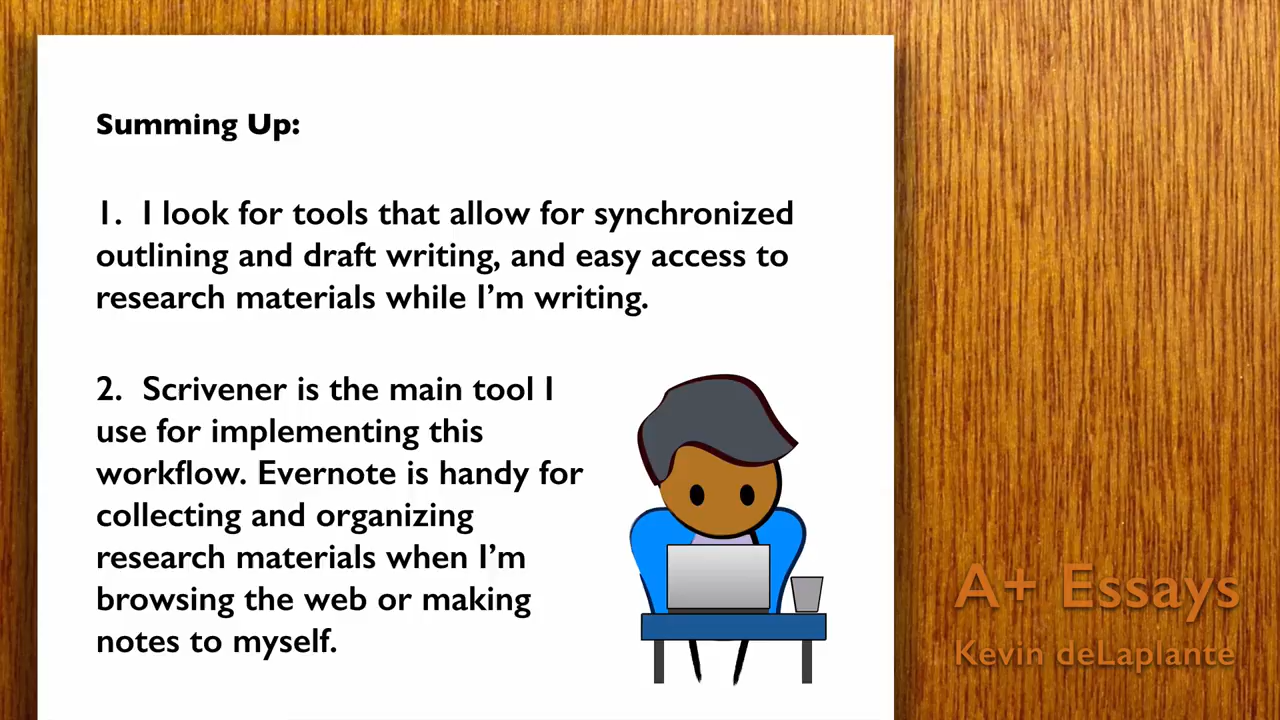 Summing Up:
1. I look for tools that allow for synchronized
outlining and draft writing, and easy access to
research materials while I’m writing.
2. Scrivener is the main tool I
use for implementing this
workflow. Evernote is handy for
collecting and organizing
research materials when I’m
browsing the web or making
notes to myself.
A+ Essays
Kevin deLaplante